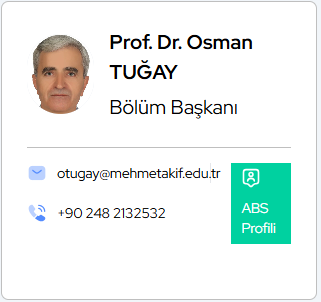 Prof. Dr. Osman
TUĞAY
Bölüm Başkanı
otugay@mehmetakif.edu.tr
+90 248 2132532
ABS
Profili